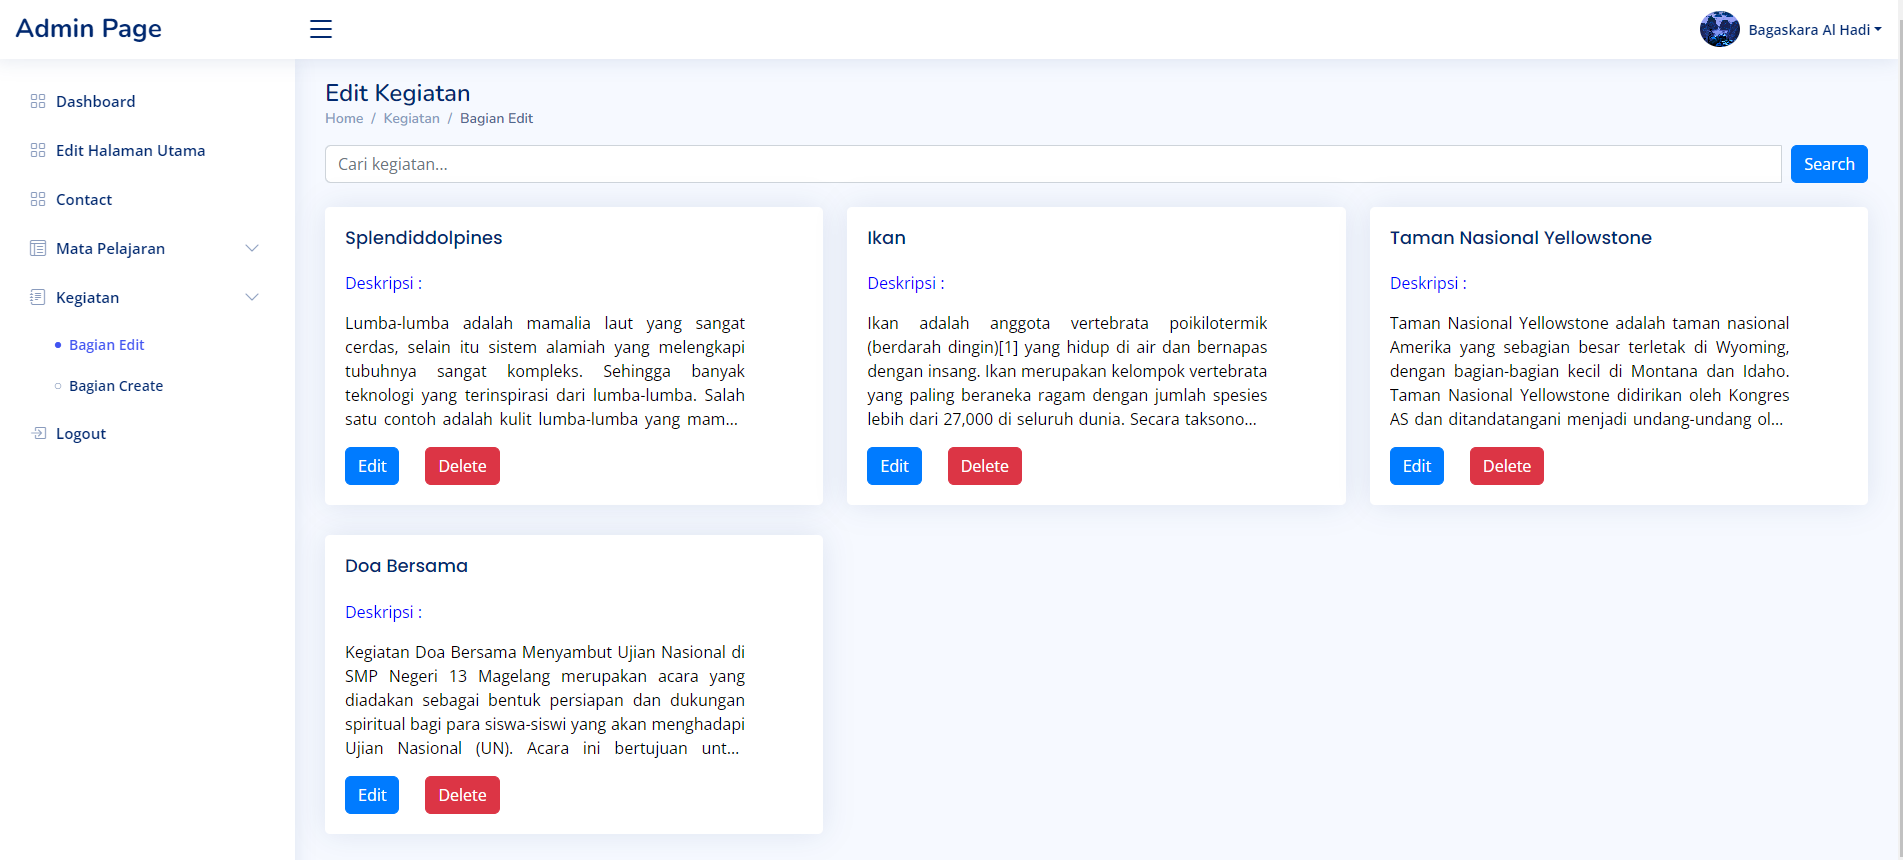 Admin Page
Bagaskara Al Hadi
Dashboard
Edit Halaman Utama
Contact
Mata Pelajaran
Kegiatan
Bagian Edit
Bagian Create
Logout
Edit Kegiatan
Home / Kegiatan / Bagian Edit
Cari kegiatan...
Search
Splendiddolpines
Deskripsi :
Lumba-lumba adalah mamalia laut yang sangat
cerdas, selain itu sistem alamiah yang melengkapi
tubuhnya sangat kompleks. Sehingga banyak
teknologi yang terinspirasi dari lumba-lumba. Salah
satu contoh adalah kulit lumba-lumba yang mam...
Edit
Delete
Ikan
Deskripsi :
Ikan adalah anggota vertebrata poikilotermik
(berdarah dingin)[1] yang hidup di air dan bernapas
dengan insang. Ikan merupakan kelompok vertebrata
yang paling beraneka ragam dengan jumlah spesies
lebih dari 27,000 di seluruh dunia. Secara taksono...
Edit
Delete
Taman Nasional Yellowstone
Deskripsi :
Taman Nasional Yellowstone adalah taman nasional
Amerika yang sebagian besar terletak di Wyoming,
dengan bagian-bagian kecil di Montana dan Idaho.
Taman Nasional Yellowstone didirikan oleh Kongres
AS dan ditandatangani menjadi undang-undang ol...
Edit
Delete
Doa Bersama
Deskripsi :
Kegiatan Doa Bersama Menyambut Ujian Nasional di
SMP Negeri 13 Magelang merupakan acara yang
diadakan sebagai bentuk persiapan dan dukungan
spiritual bagi para siswa-siswi yang akan menghadapi
Ujian Nasional (UN). Acara ini bertujuan unt...
Edit
Delete